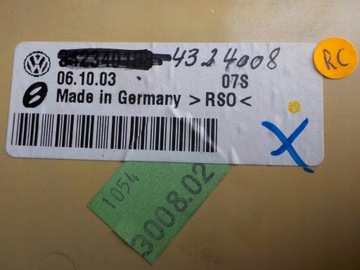 4324008
RC
06.10.03
07S
Made in Germany >RSO<
1054
3008.02